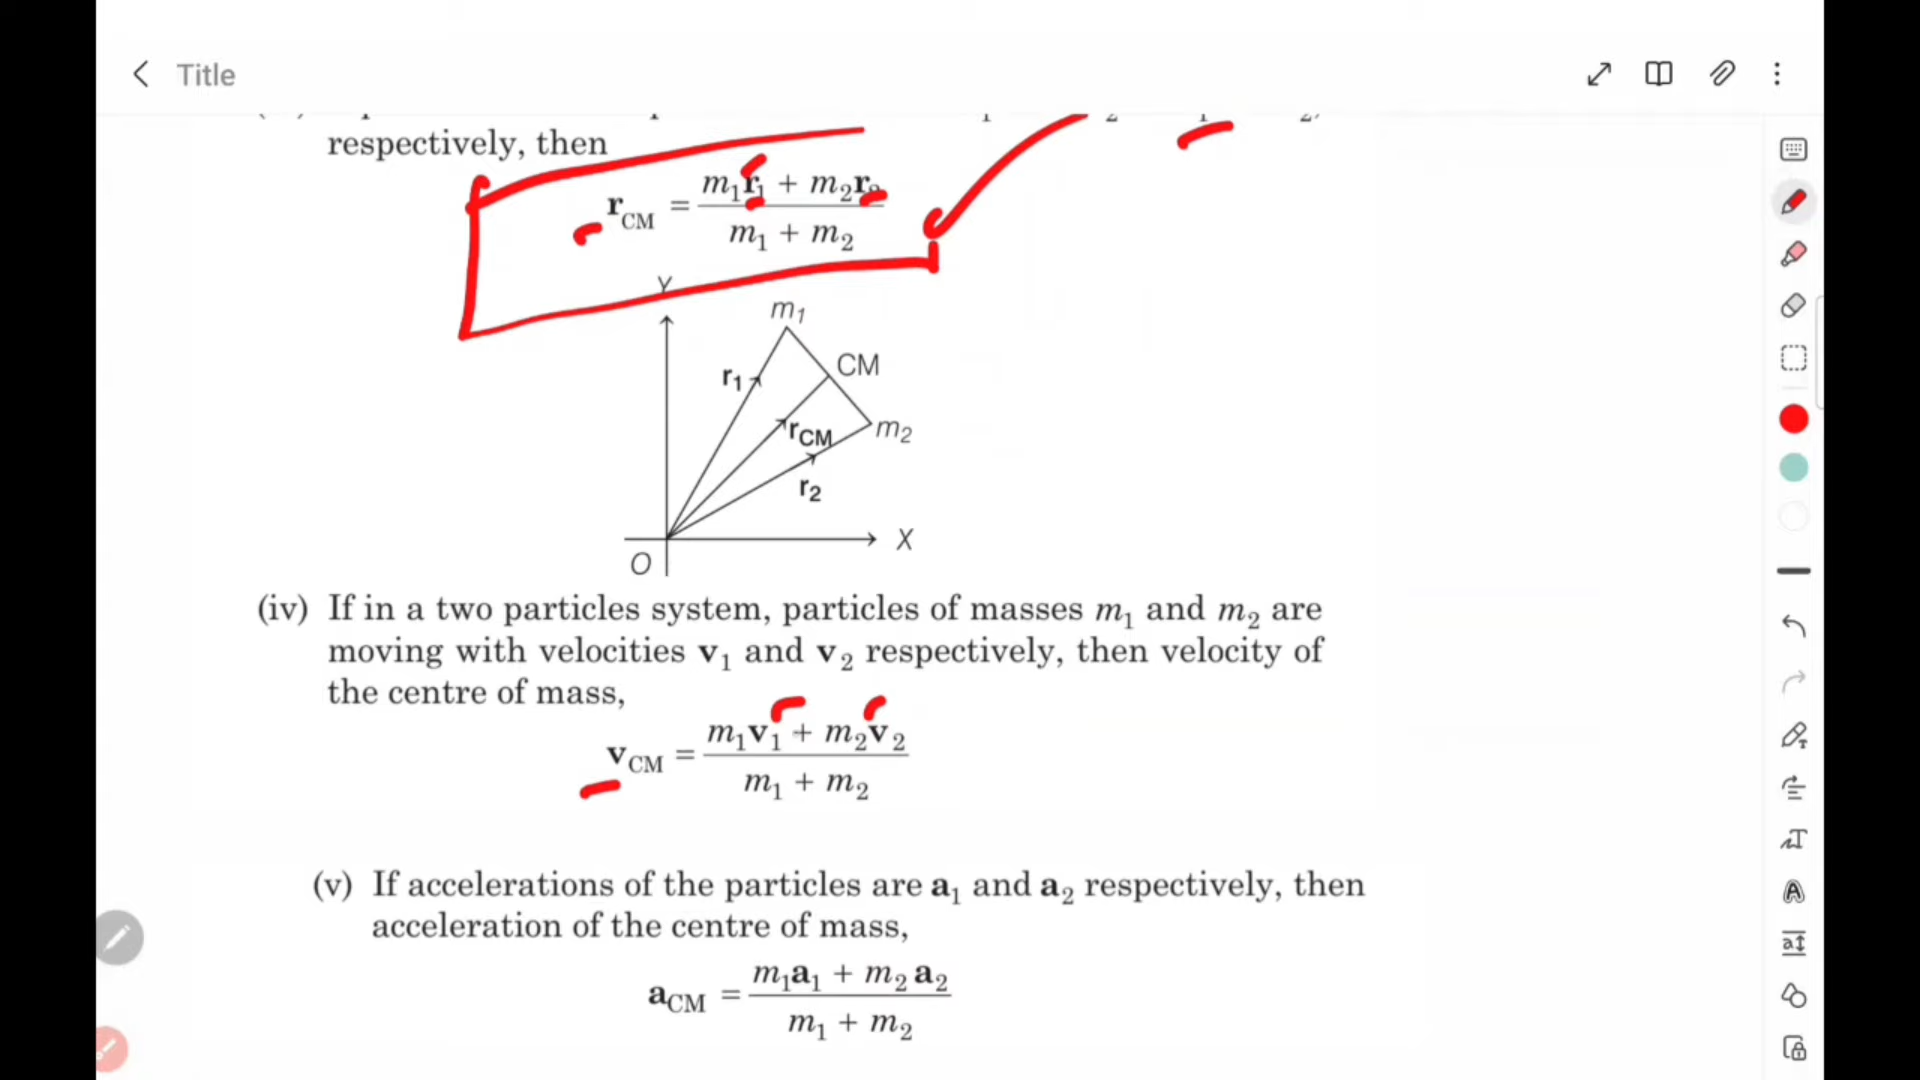 Title
respectively, then
r_CM = (m₁r₁ + m₂r₂) / (m₁ + m₂)
Y
m₁
CM
r₁
r_CM
m₂
r₂
X
O
(iv) If in a two particles system, particles of masses m₁ and m₂ are
moving with velocities v₁ and v₂ respectively, then velocity of
the centre of mass,
v_CM = (m₁v₁ + m₂v₂) / (m₁ + m₂)
(v) If accelerations of the particles are a₁ and a₂ respectively, then
acceleration of the centre of mass,
a_CM = (m₁a₁ + m₂a₂) / (m₁ + m₂)